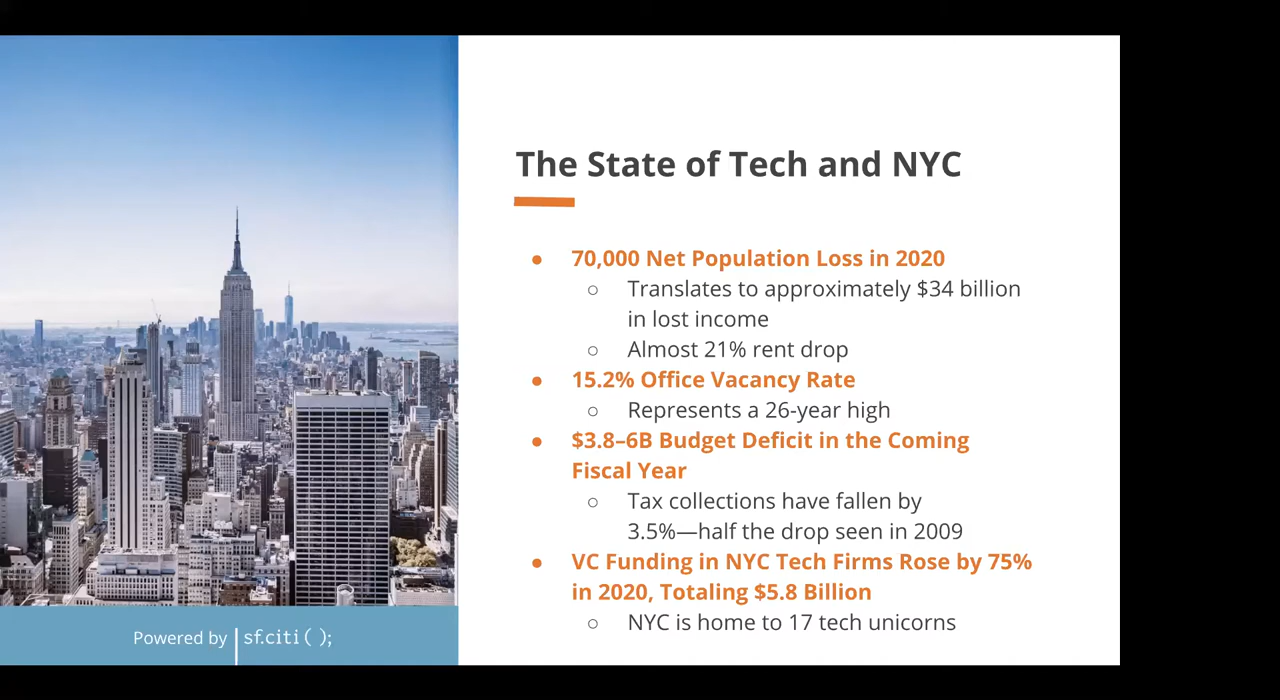 The State of Tech and NYC
● 70,000 Net Population Loss in 2020
○ Translates to approximately $34 billion
in lost income
○ Almost 21% rent drop
● 15.2% Office Vacancy Rate
○ Represents a 26-year high
● $3.8–6B Budget Deficit in the Coming
Fiscal Year
○ Tax collections have fallen by
3.5%—half the drop seen in 2009
● VC Funding in NYC Tech Firms Rose by 75%
in 2020, Totaling $5.8 Billion
○ NYC is home to 17 tech unicorns
Powered by | sf.citi ( );